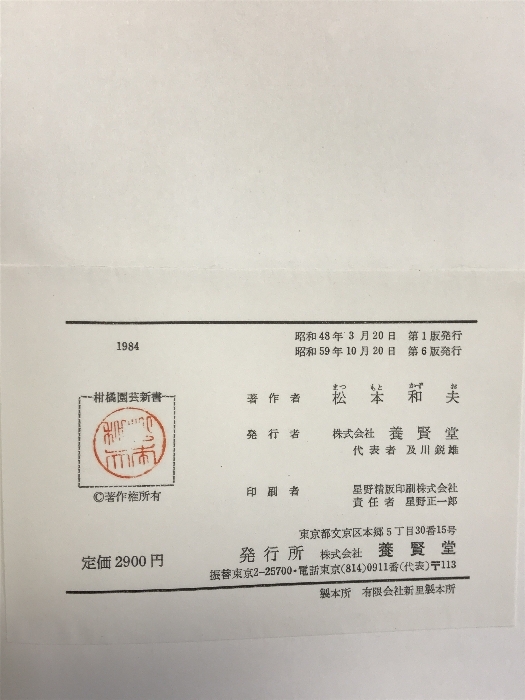 1984
昭和48年3月20日 第1版発行
昭和59年10月20日 第6版発行
柑橘園芸新書
©著作権所有
定価2900円
まつ もと かず お
著作者 松本和夫
発行者 株式会社 養賢堂
代表者 及川鋭雄
印刷者 星野精版印刷株式会社
責任者 星野正一郎
東京都文京区本郷5丁目30番15号
発行所 株式会社 養賢堂
振替東京2-25700・電話東京(814)0911番(代表)〒113
製本所 有限会社新里製本所